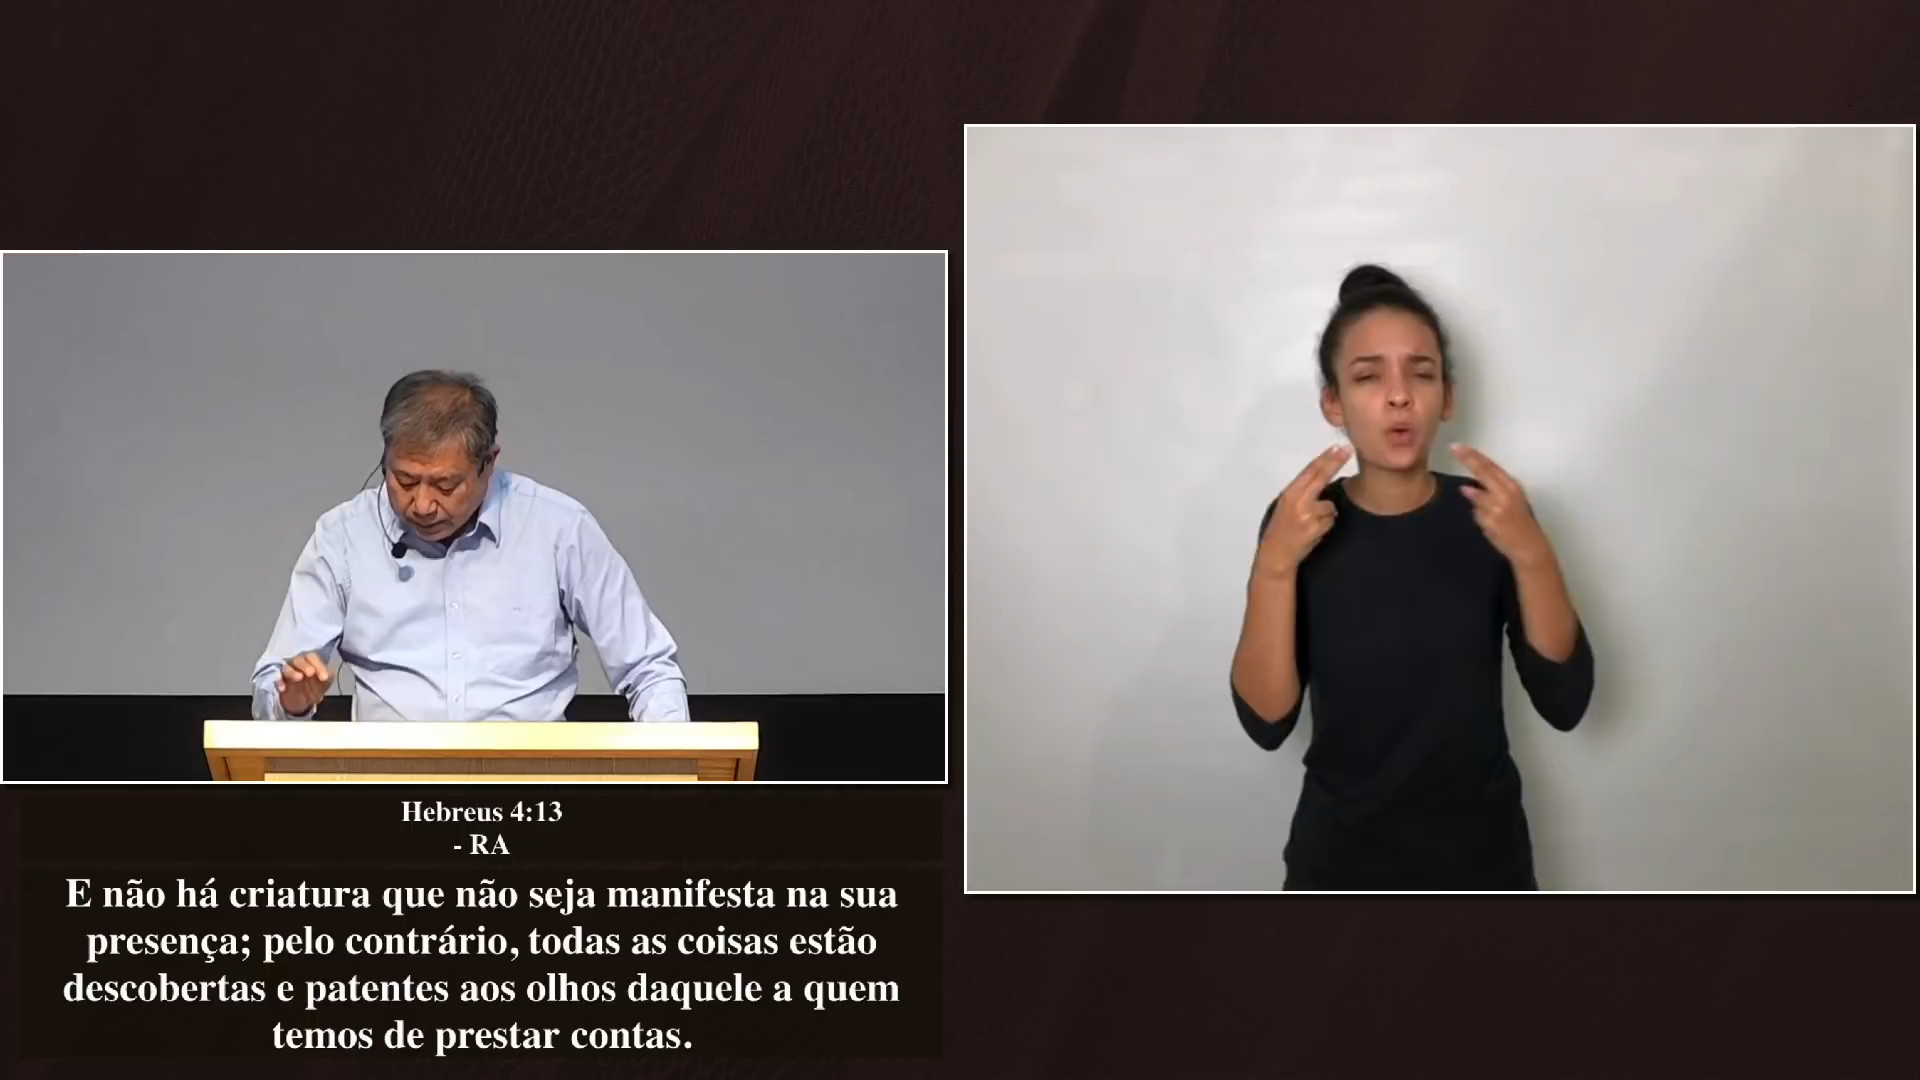 Hebreus 4:13
- RA
E não há criatura que não seja manifesta na sua
presença; pelo contrário, todas as coisas estão
descobertas e patentes aos olhos daquele a quem
temos de prestar contas.